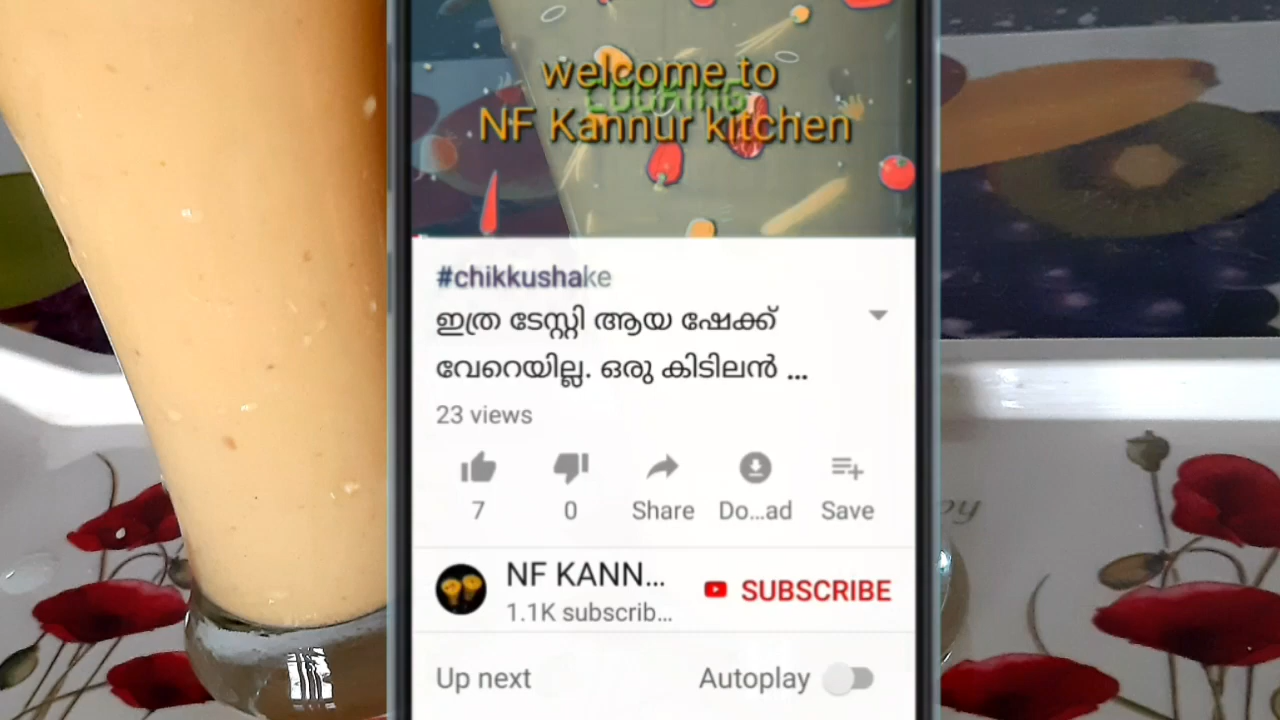 welcome to
COOKING
NF Kannur kitchen
#chikkushake
ഇത്ര ടേസ്റ്റി ആയ ഷേക്ക്
വേറെയില്ല. ഒരു കിടിലൻ ...
23 views
7
0
Share
Do...ad
Save
NF KANN...
1.1K subscrib...
SUBSCRIBE
Up next
Autoplay